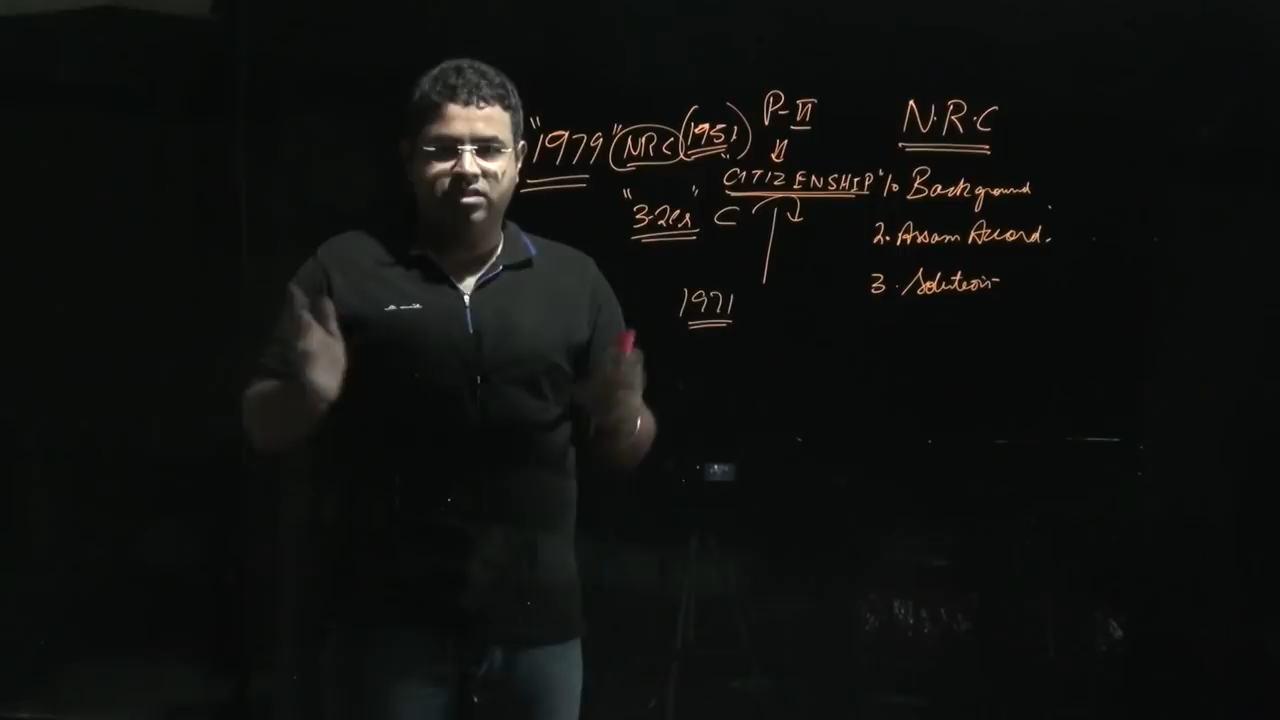 "1979" NRC (1951) P-II
"CITIZENSHIP"
"3.2Cr" C
1971
N.R.C
1. Background
2. Assam Accord.
3. Solution